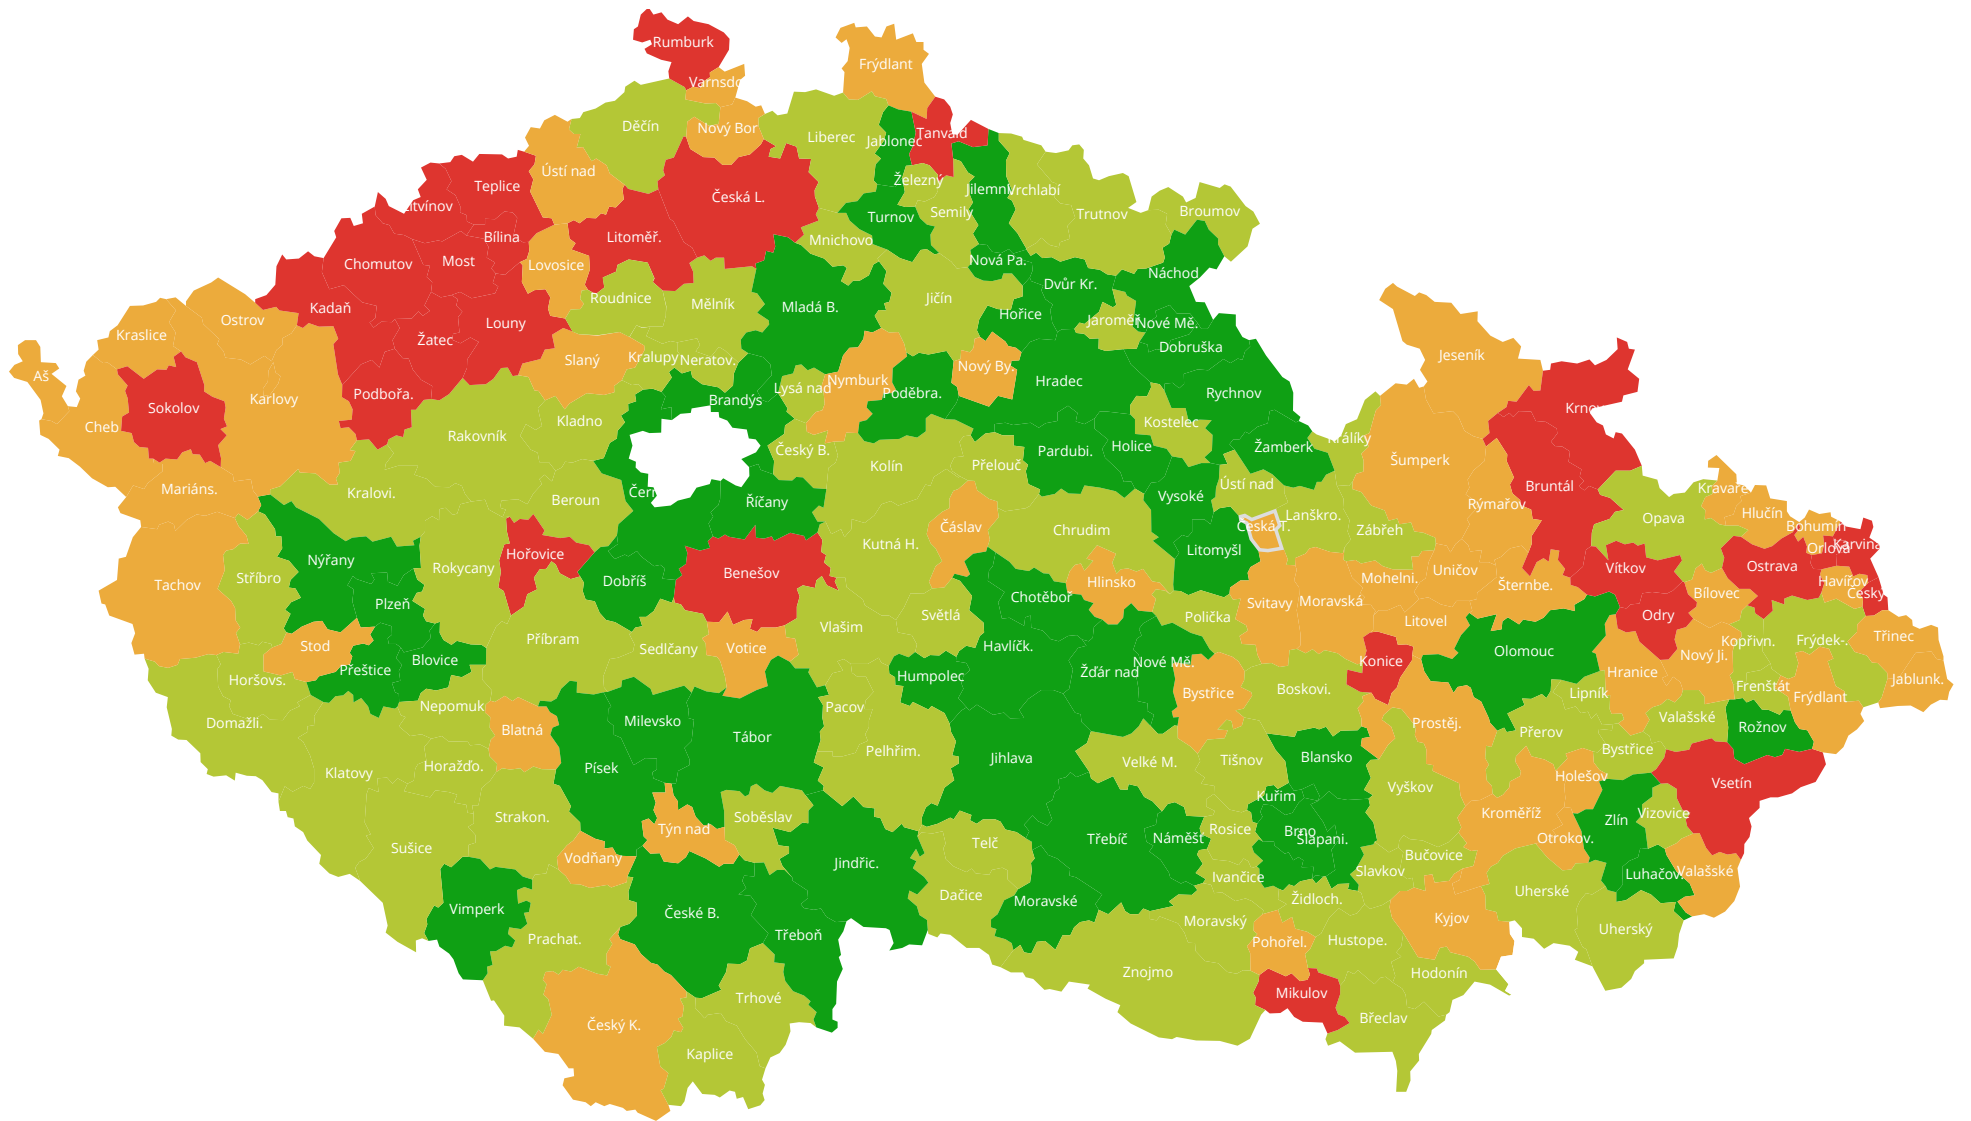 Rumburk
Frýdlant
Varnsdo
Děčín
Nový Bor
Liberec
Jablonec
Tanvald
Ústí nad
Teplice
Železný
Jilemni
Vrchlabí
Česká L.
Litvínov
Semily
Turnov
Trutnov
Broumov
Bílina
Litoměř.
Mnichovo
Most
Chomutov
Lovosice
Nová Pa.
Náchod
Dvůr Kr.
Roudnice
Mělník
Mladá B.
Jičín
Kadaň
Hořice
Ostrov
Louny
Jaroměř
Nové Mě.
Kraslice
Žatec
Dobruška
Slaný
Kralupy
Neratov.
Jeseník
Aš
Nový By.
Nymburk
Hradec
Lysá nad
Poděbra.
Rychnov
Podbořa.
Karlovy
Brandýs
Sokolov
Krnov
Kladno
Kostelec
Cheb
Rakovník
Králíky
Český B.
Pardubi.
Holice
Žamberk
Kolín
Přelouč
Šumperk
Mariáns.
Kralovi.
Beroun
Čern
Říčany
Vysoké
Ústí nad
Bruntál
Kravaře
Rýmařov
Hlučín
Lanškro.
Opava
Čáslav
Chrudim
Česká T.
Zábřeh
Bohumín
Kutná H.
Litomyšl
Orlová
Karviná
Hořovice
Nýřany
Rokycany
Benešov
Dobříš
Stříbro
Tachov
Hlinsko
Mohelni.
Uničov
Šternbe.
Vítkov
Ostrava
Havířov
Český
Bílovec
Plzeň
Chotěboř
Svitavy
Moravská
Světlá
Polička
Litovel
Odry
Vlašim
Příbram
Sedlčany
Votice
Stod
Havlíčk.
Kopřivn.
Frýdek-.
Třinec
Olomouc
Nový Ji.
Blovice
Přeštice
Konice
Nové Mě.
Žďár nad
Humpolec
Hranice
Horšovs.
Bystřice
Boskovi.
Lipník
Frenštát
Frýdlant
Jablunk.
Nepomuk
Pacov
Valašské
Domažli.
Blatná
Milevsko
Tábor
Prostěj.
Přerov
Rožnov
Pelhřim.
Bystřice
Jihlava
Velké M.
Tišnov
Blansko
Klatovy
Horažďo.
Písek
Holešov
Vsetín
Vyškov
Kuřim
Strakon.
Týn nad
Soběslav
Kroměříž
Zlín
Vizovice
Rosice
Brno
Šlapani.
Třebíč
Náměšť
Otrokov.
Telč
Sušice
Vodňany
Jindřic.
Bučovice
Slavkov
Ivančice
Luhačov.
Valašské
Dačice
Moravské
Uherské
Židloch.
Vimperk
České B.
Kyjov
Moravský
Uherský
Třeboň
Prachat.
Pohořel.
Hustope.
Znojmo
Hodonín
Mikulov
Trhové
Břeclav
Český K.
Kaplice